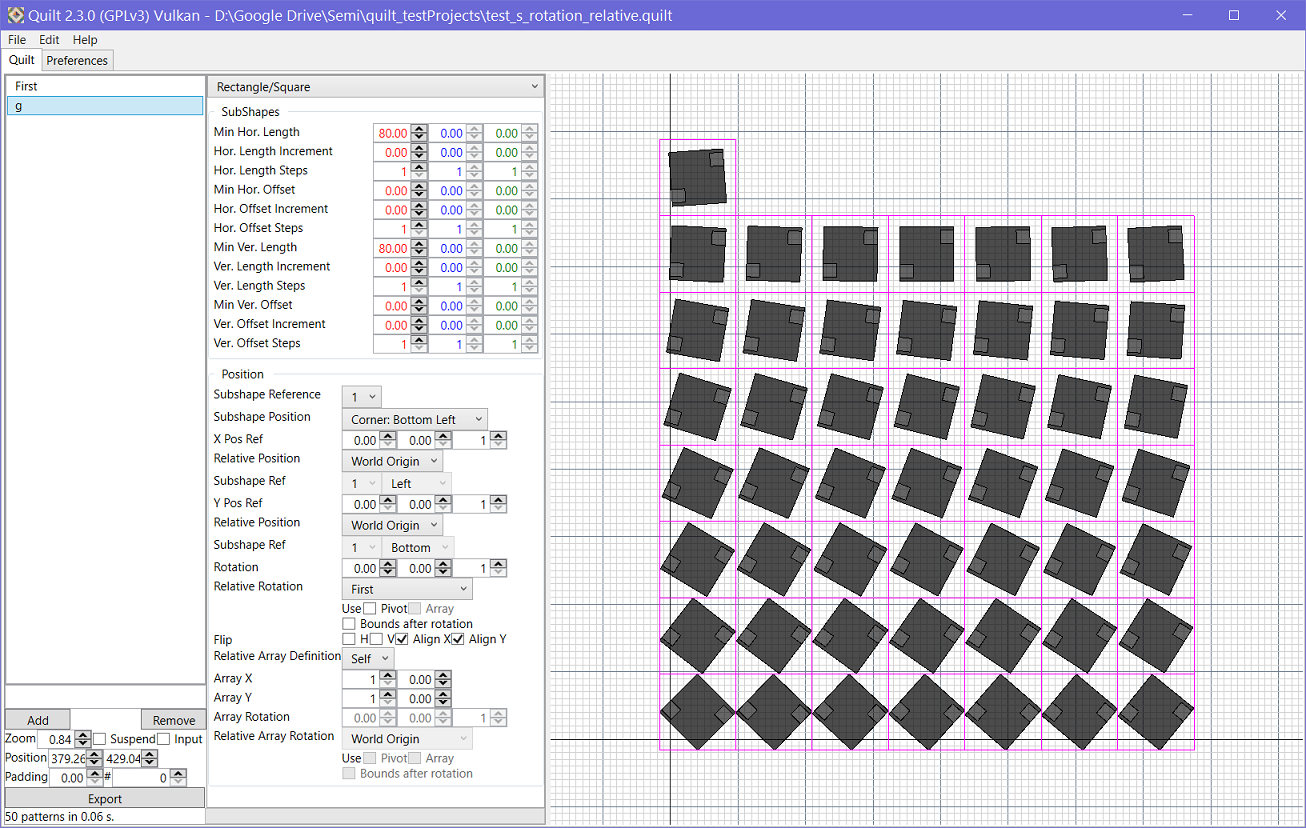 Quilt 2.3.0 (GPLv3) Vulkan - D:\Google Drive\Semi\quilt_testProjects\test_s_rotation_relative.quilt
File Edit Help
Quilt Preferences
First
g
Rectangle/Square
SubShapes
Min Hor. Length 80.00 0.00 0.00
Hor. Length Increment 0.00 0.00 0.00
Hor. Length Steps 1 1 1
Min Hor. Offset 0.00 0.00 0.00
Hor. Offset Increment 0.00 0.00 0.00
Hor. Offset Steps 1 1 1
Min Ver. Length 80.00 0.00 0.00
Ver. Length Increment 0.00 0.00 0.00
Ver. Length Steps 1 1 1
Min Ver. Offset 0.00 0.00 0.00
Ver. Offset Increment 0.00 0.00 0.00
Ver. Offset Steps 1 1 1
Position
Subshape Reference 1
Subshape Position Corner: Bottom Left
X Pos Ref 0.00 0.00 1
Relative Position World Origin
Subshape Ref 1 Left
Y Pos Ref 0.00 0.00 1
Relative Position World Origin
Subshape Ref 1 Bottom
Rotation 0.00 0.00 1
Relative Rotation First
Use Pivot Array
Bounds after rotation
Flip H V Align X Align Y
Relative Array Definition Self
Array X 1 0.00
Array Y 1 0.00
Array Rotation 0.00 0.00 1
Relative Array Rotation World Origin
Use Pivot Array
Bounds after rotation
Add Remove
Zoom 0.84 Suspend Input
Position 379.26 429.04
Padding 0.00 # 0
Export
50 patterns in 0.06 s.